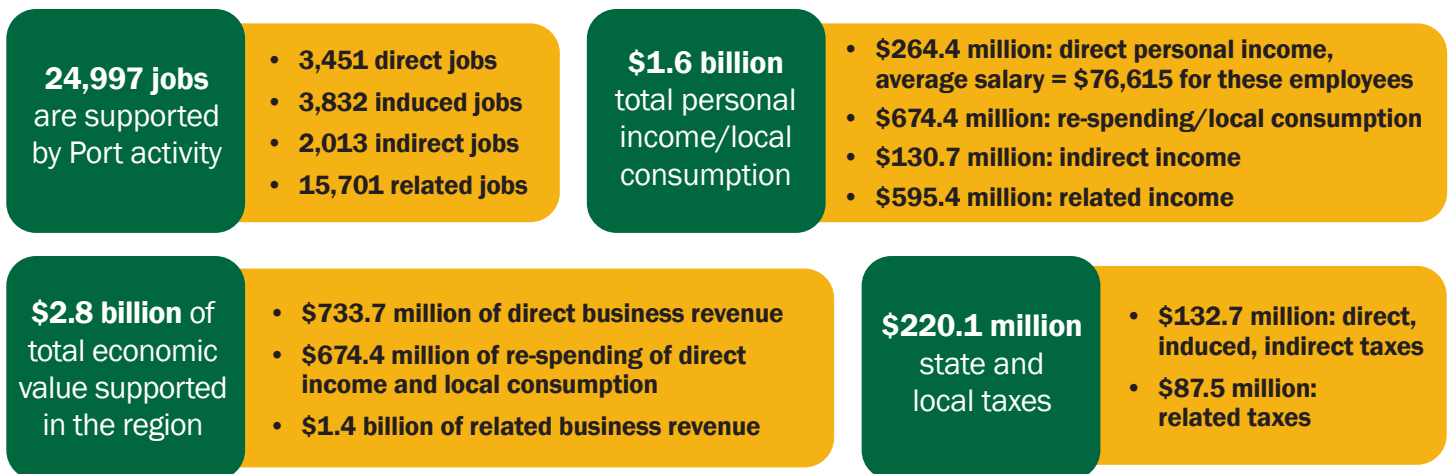 24,997 jobs
are supported
by Port activity
• 3,451 direct jobs
• 3,832 induced jobs
• 2,013 indirect jobs
• 15,701 related jobs
$1.6 billion
total personal
income/local
consumption
• $264.4 million: direct personal income,
average salary = $76,615 for these employees
• $674.4 million: re-spending/local consumption
• $130.7 million: indirect income
• $595.4 million: related income
$2.8 billion of
total economic
value supported
in the region
• $733.7 million of direct business revenue
• $674.4 million of re-spending of direct
income and local consumption
• $1.4 billion of related business revenue
$220.1 million
state and
local taxes
• $132.7 million: direct,
induced, indirect taxes
• $87.5 million:
related taxes